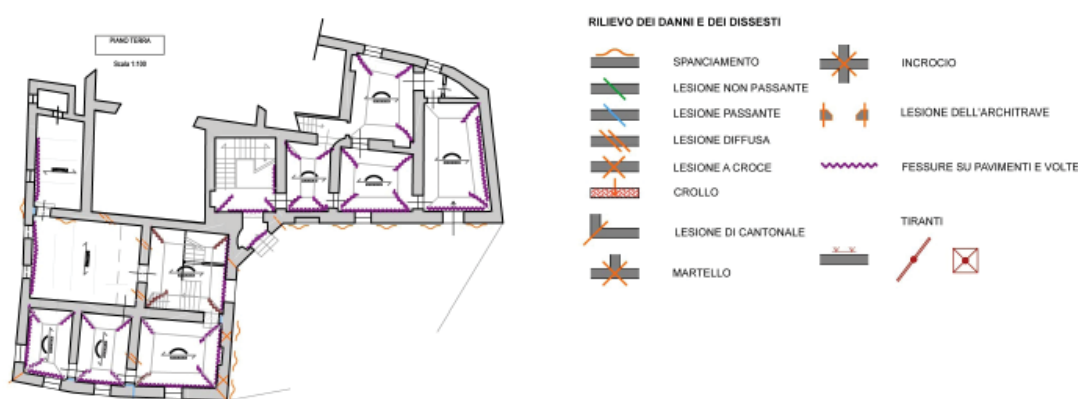 PIANO TERRA
Scala 1:100
RILIEVO DEI DANNI E DEI DISSESTI
SPANCIAMENTO
LESIONE NON PASSANTE
LESIONE PASSANTE
LESIONE DIFFUSA
LESIONE A CROCE
CROLLO
LESIONE DI CANTONALE
MARTELLO
INCROCIO
LESIONE DELL'ARCHITRAVE
FESSURE SU PAVIMENTI E VOLTE
TIRANTI